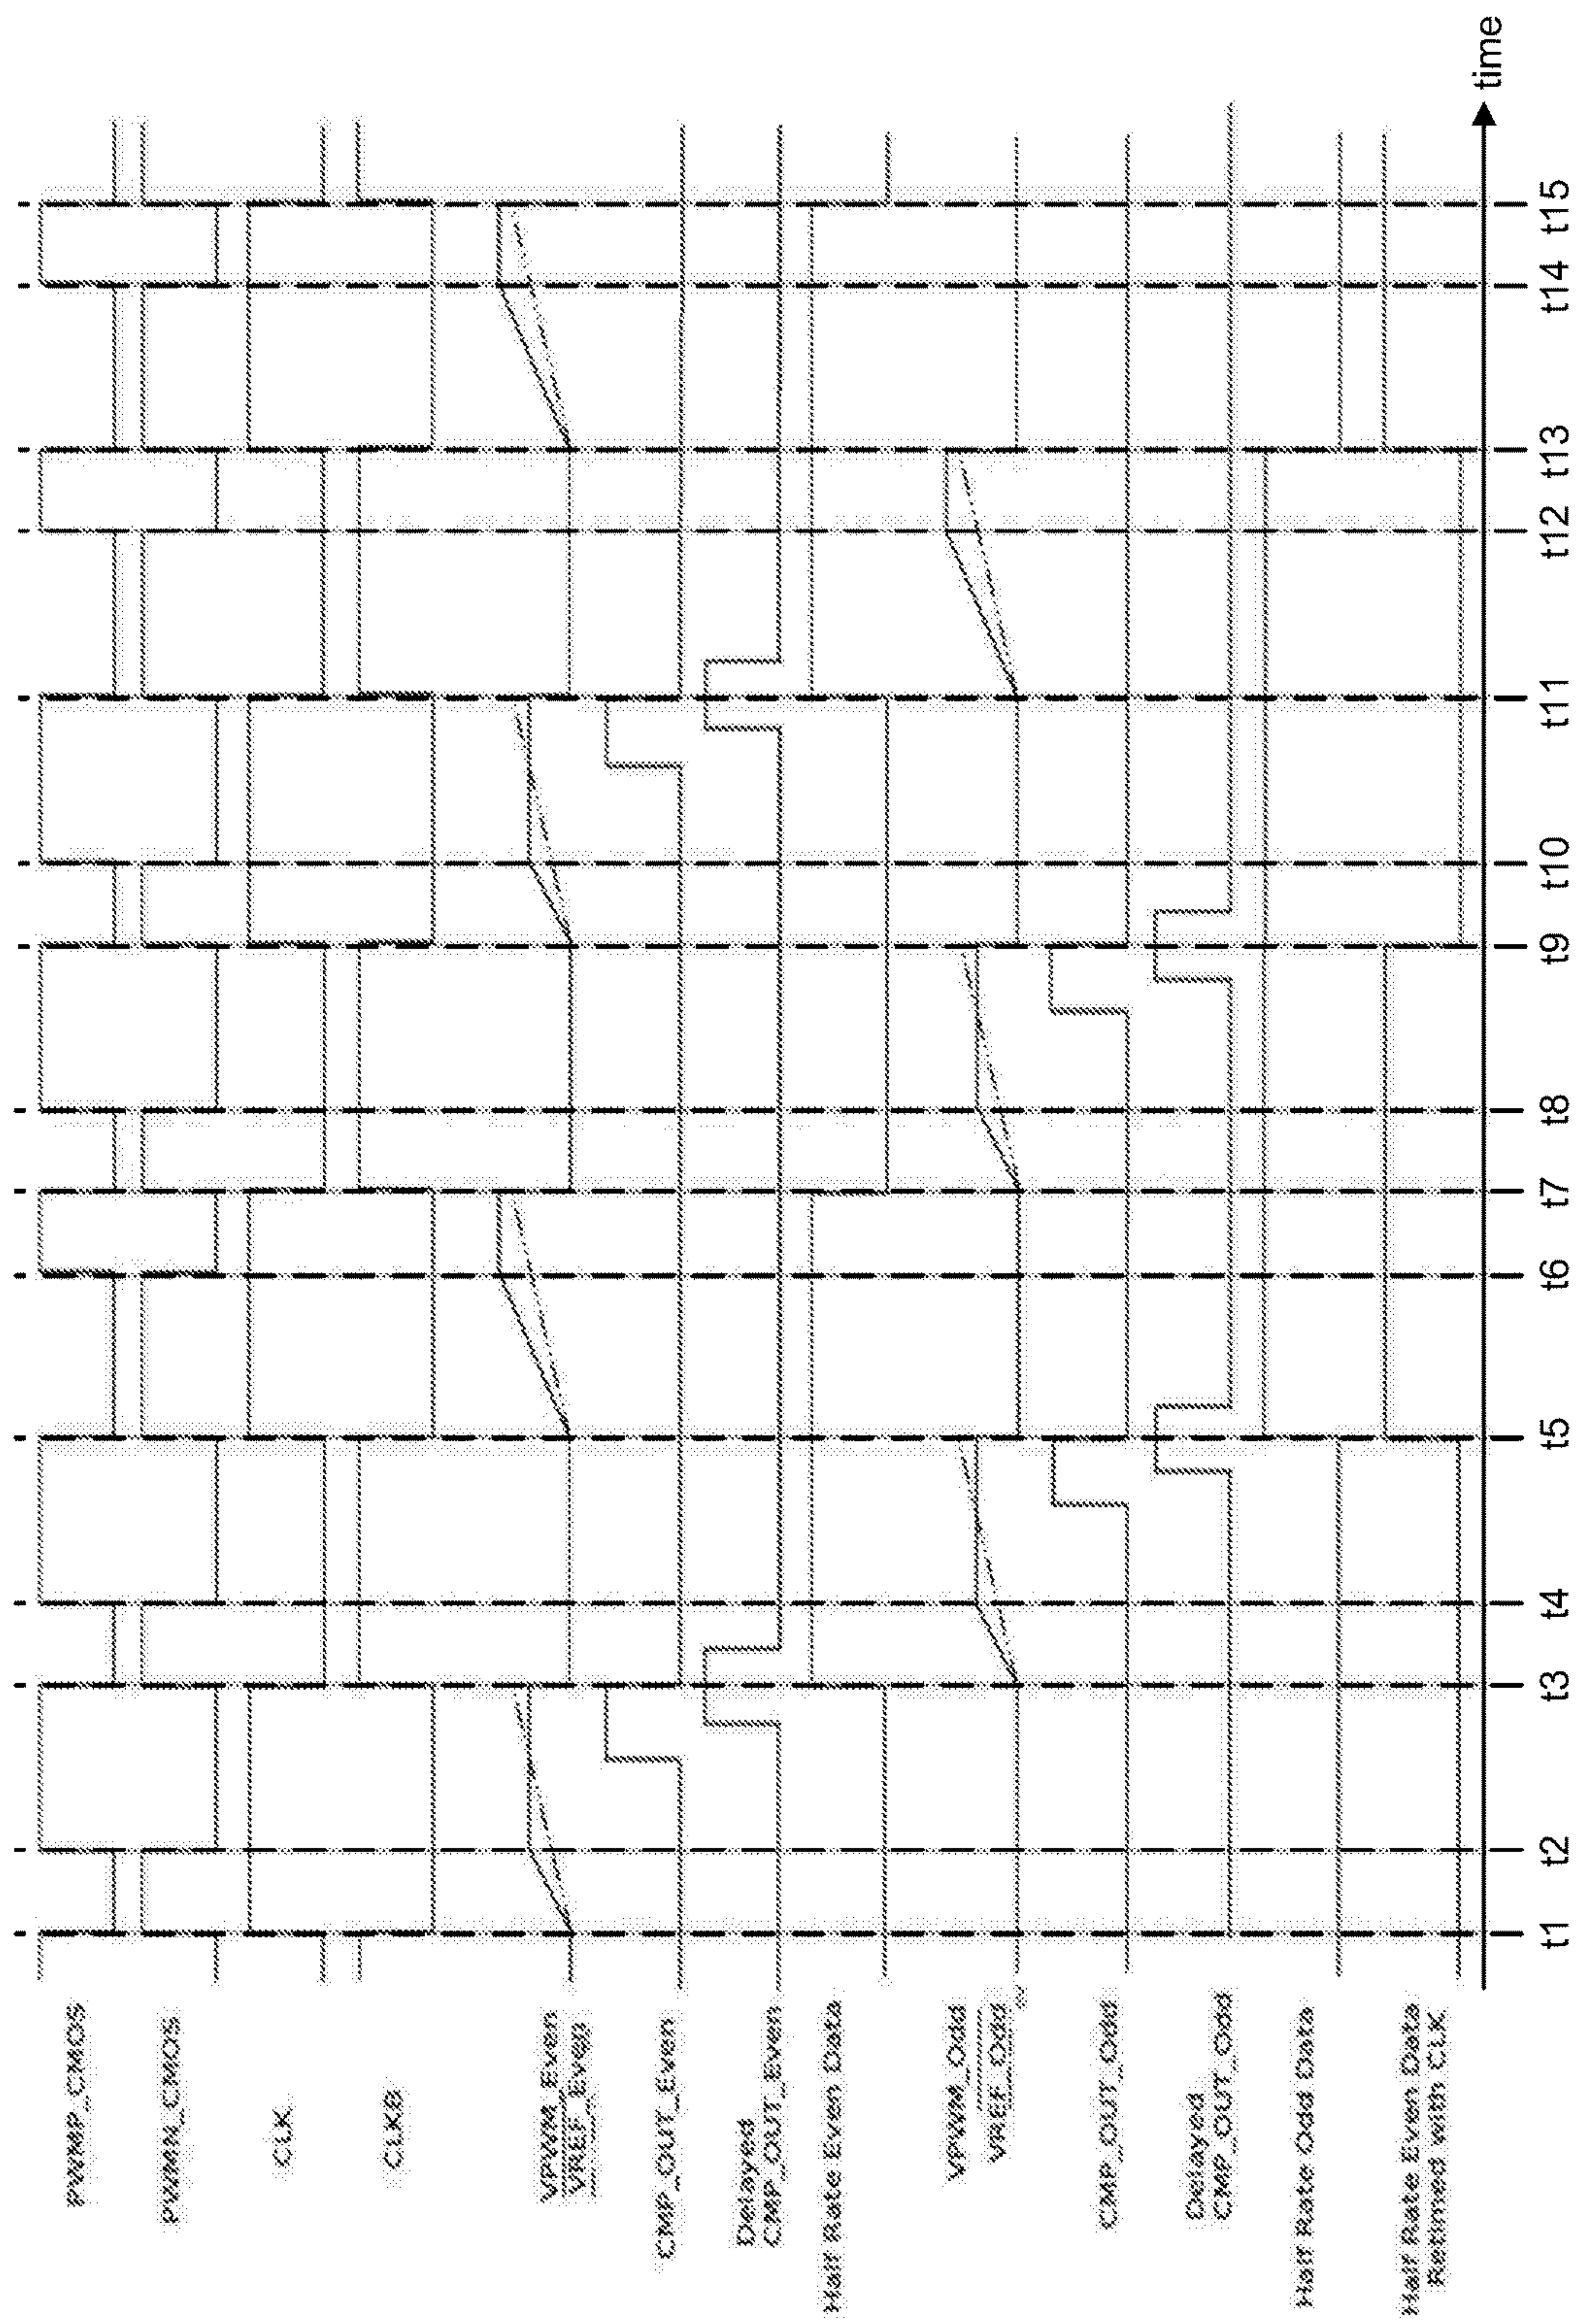 PWMP_CMOS
PWMN_CMOS
CLK
CLKB
VPWM_Even
VREF_Even
CMP_OUT_Even
Delayed
CMP_OUT_Even
Half Rate Even Data
VPWM_Odd
VREF_Odd
CMP_OUT_Odd
Delayed
CMP_OUT_Odd
Half Rate Odd Data
Half Rate Even Data
Retimed with CLK
t1 t2 t3 t4 t5 t6 t7 t8 t9 t10 t11 t12 t13 t14 t15
time